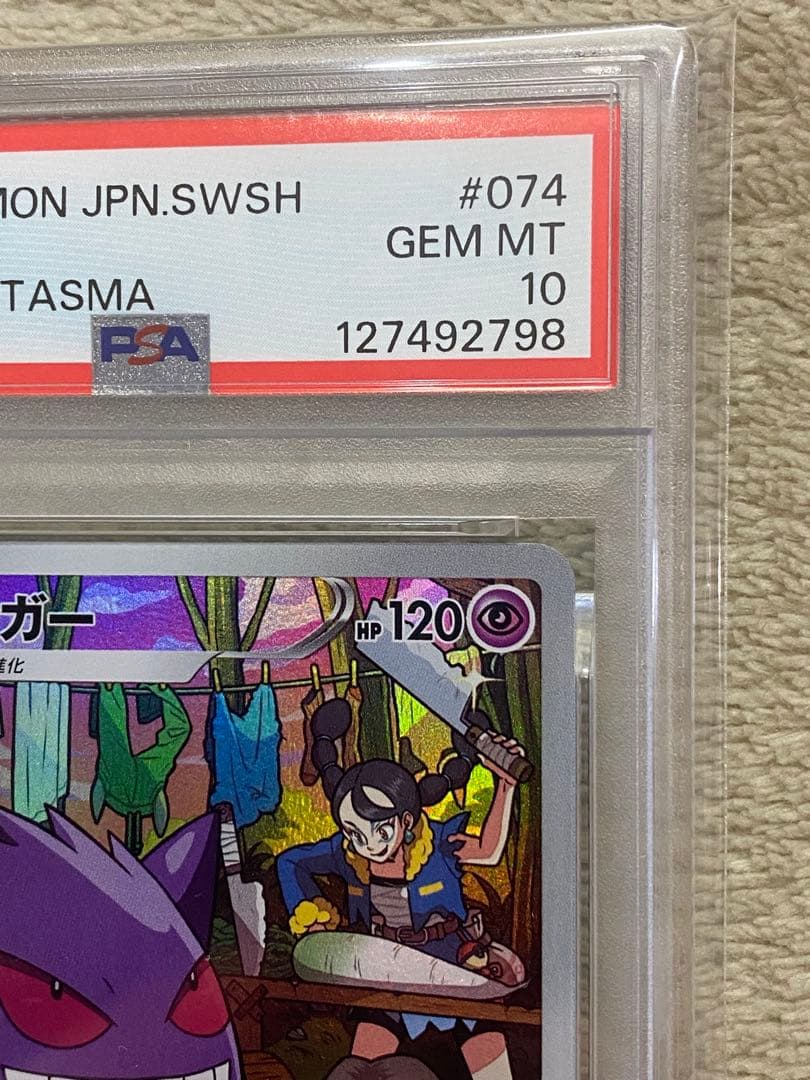 MON JPN.SWSH #074
GEM MT
TASMA 10
PSA 127492798
ガー HP 120
進化